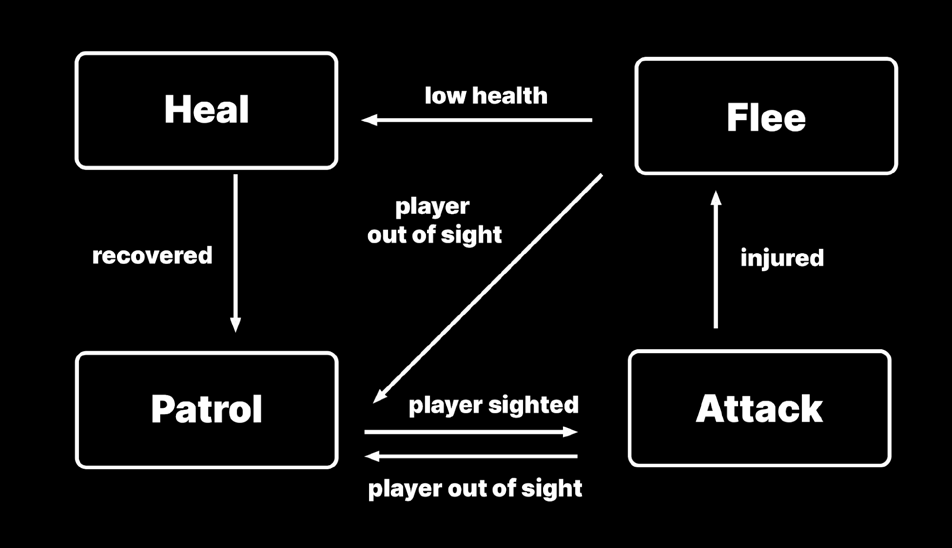 Heal
low health
Flee
player
out of sight
recovered
injured
Patrol
player sighted
Attack
player out of sight